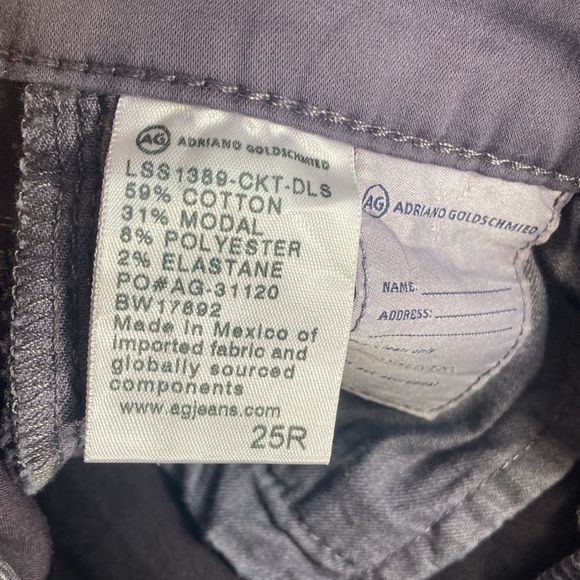 AG ADRIANO GOLDSCHMIED
LSS1389-CKT-DLS
59% COTTON
31% MODAL
8% POLYESTER
2% ELASTANE
PO#AG-31120
BW17892
Made in Mexico of
imported fabric and
globally sourced
components
www.agjeans.com
25R
AG ADRIANO GOLDSCHMIED
NAME:
ADDRESS: